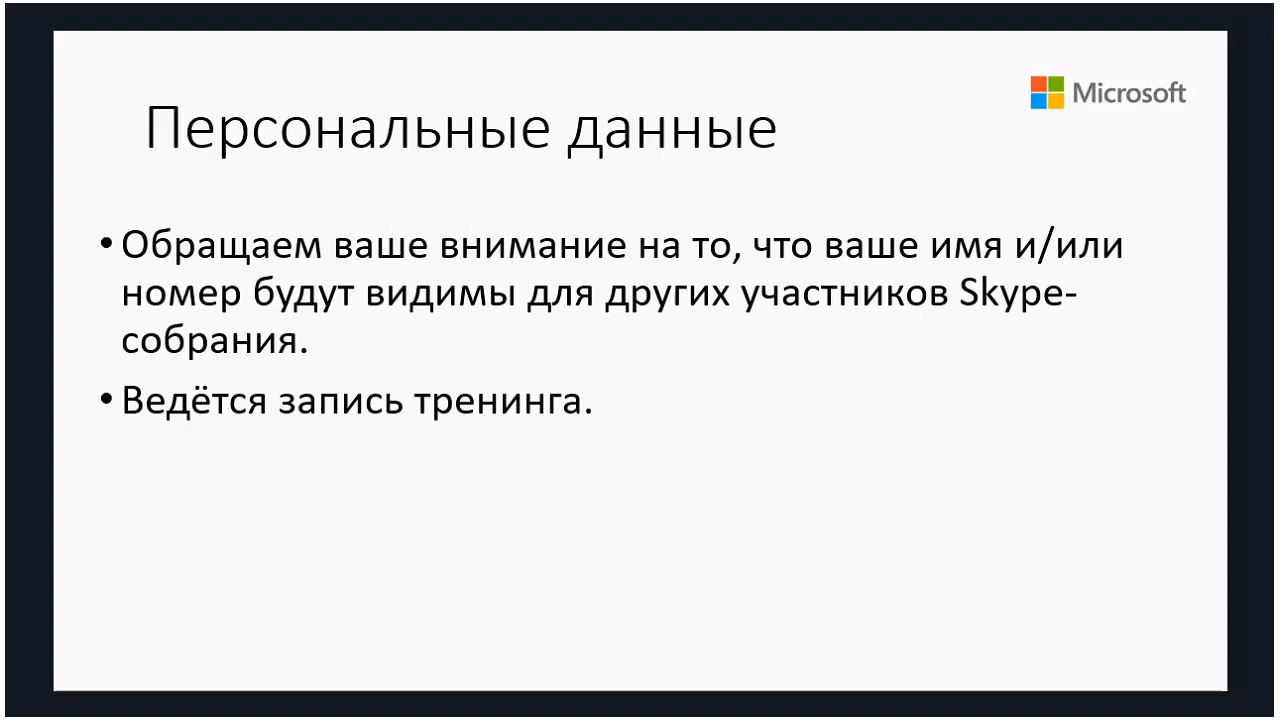 Microsoft
Персональные данные
• Обращаем ваше внимание на то, что ваше имя и/или
номер будут видимы для других участников Skype-
собрания.
• Ведётся запись тренинга.